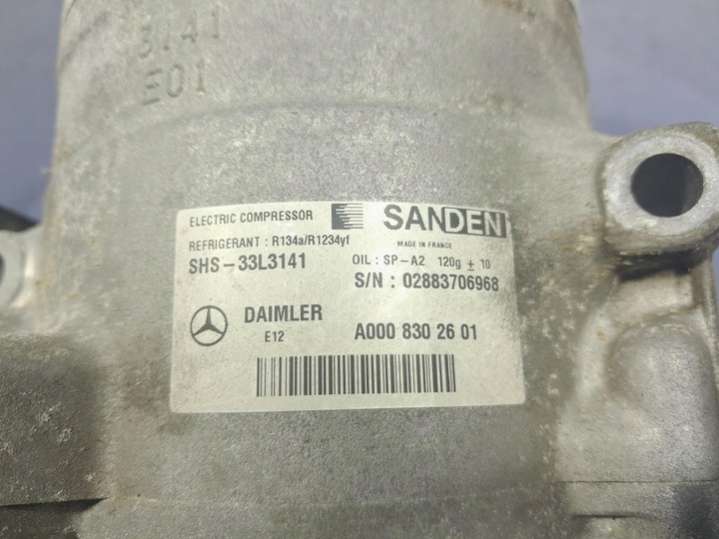 3141
E01
ELECTRIC COMPRESSOR
SANDEN
REFRIGERANT : R134a/R1234yf
MADE IN FRANCE
SHS-33L3141
OIL : SP-A2 120g ± 10
S/N : 02883706968
DAIMLER
E12
A000 830 26 01